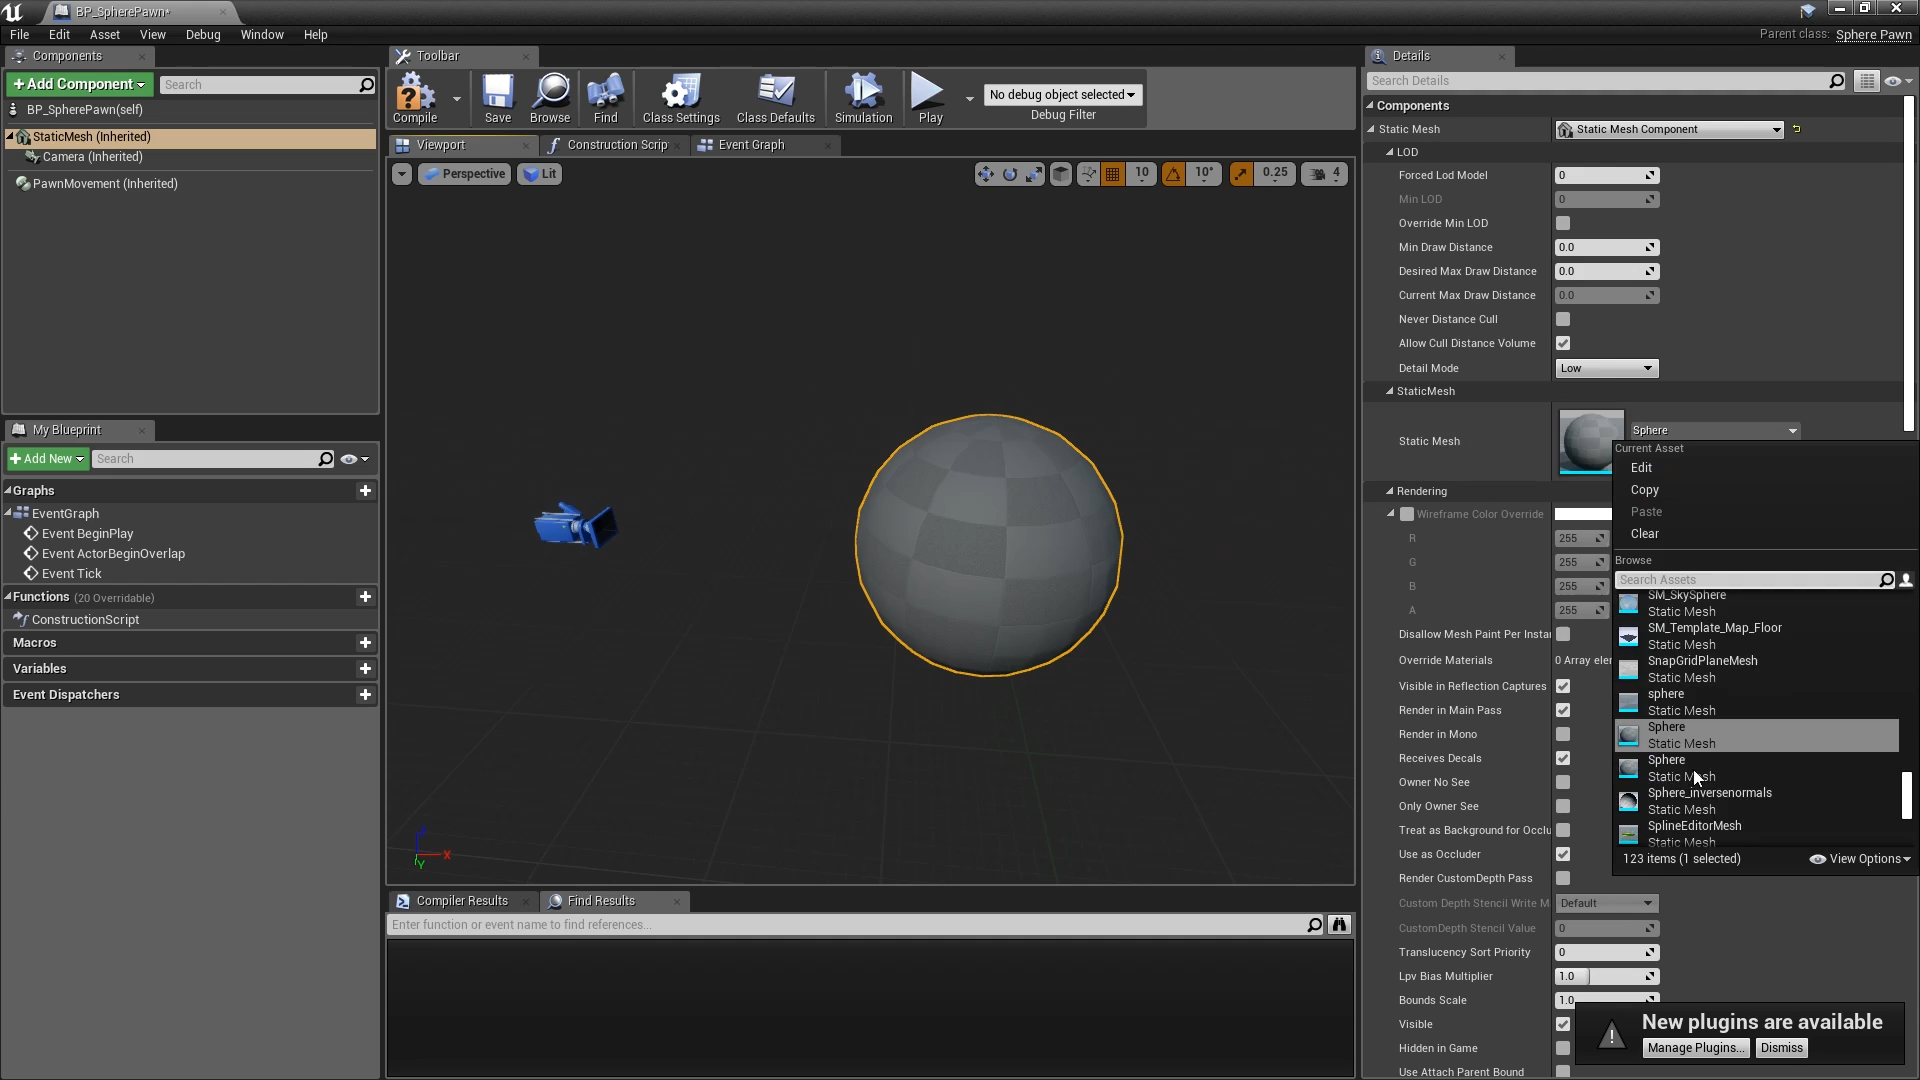 BP_SpherePawn*
File Edit Asset View Debug Window Help
Parent class: Sphere Pawn
Components
+Add Component
Search
BP_SpherePawn(self)
StaticMesh (Inherited)
Camera (Inherited)
PawnMovement (Inherited)
My Blueprint
+Add New
Search
Graphs
EventGraph
Event BeginPlay
Event ActorBeginOverlap
Event Tick
Functions (20 Overridable)
ConstructionScript
Macros
Variables
Event Dispatchers
Toolbar
Compile
Save
Browse
Find
Class Settings
Class Defaults
Simulation
Play
No debug object selected
Debug Filter
Viewport
Construction Scrip
Event Graph
Perspective
Lit
10
10°
0.25
4
Z
X
Y
Compiler Results
Find Results
Enter function or event name to find references...
Details
Search Details
Components
Static Mesh
Static Mesh Component
LOD
Forced Lod Model 0
Min LOD 0
Override Min LOD
Min Draw Distance 0.0
Desired Max Draw Distance 0.0
Current Max Draw Distance 0.0
Never Distance Cull
Allow Cull Distance Volume
Detail Mode Low
StaticMesh
Static Mesh
Sphere
Rendering
Wireframe Color Override
R 255
G 255
B 255
A 255
Disallow Mesh Paint Per Instan
Override Materials 0 Array elem
Visible in Reflection Captures
Render in Main Pass
Render in Mono
Receives Decals
Owner No See
Only Owner See
Treat as Background for Occlu
Use as Occluder
Render CustomDepth Pass
Custom Depth Stencil Write M Default
CustomDepth Stencil Value 0
Translucency Sort Priority 0
Lpv Bias Multiplier 1.0
Bounds Scale 1.0
Visible
Hidden in Game
Use Attach Parent Bound
Current Asset
Edit
Copy
Paste
Clear
Browse
Search Assets
SM_SkySphere
Static Mesh
SM_Template_Map_Floor
Static Mesh
SnapGridPlaneMesh
Static Mesh
sphere
Static Mesh
Sphere
Static Mesh
Sphere
Static Mesh
Sphere_inversenormals
Static Mesh
SplineEditorMesh
Static Mesh
123 items (1 selected)
View Options
New plugins are available
Manage Plugins...
Dismiss